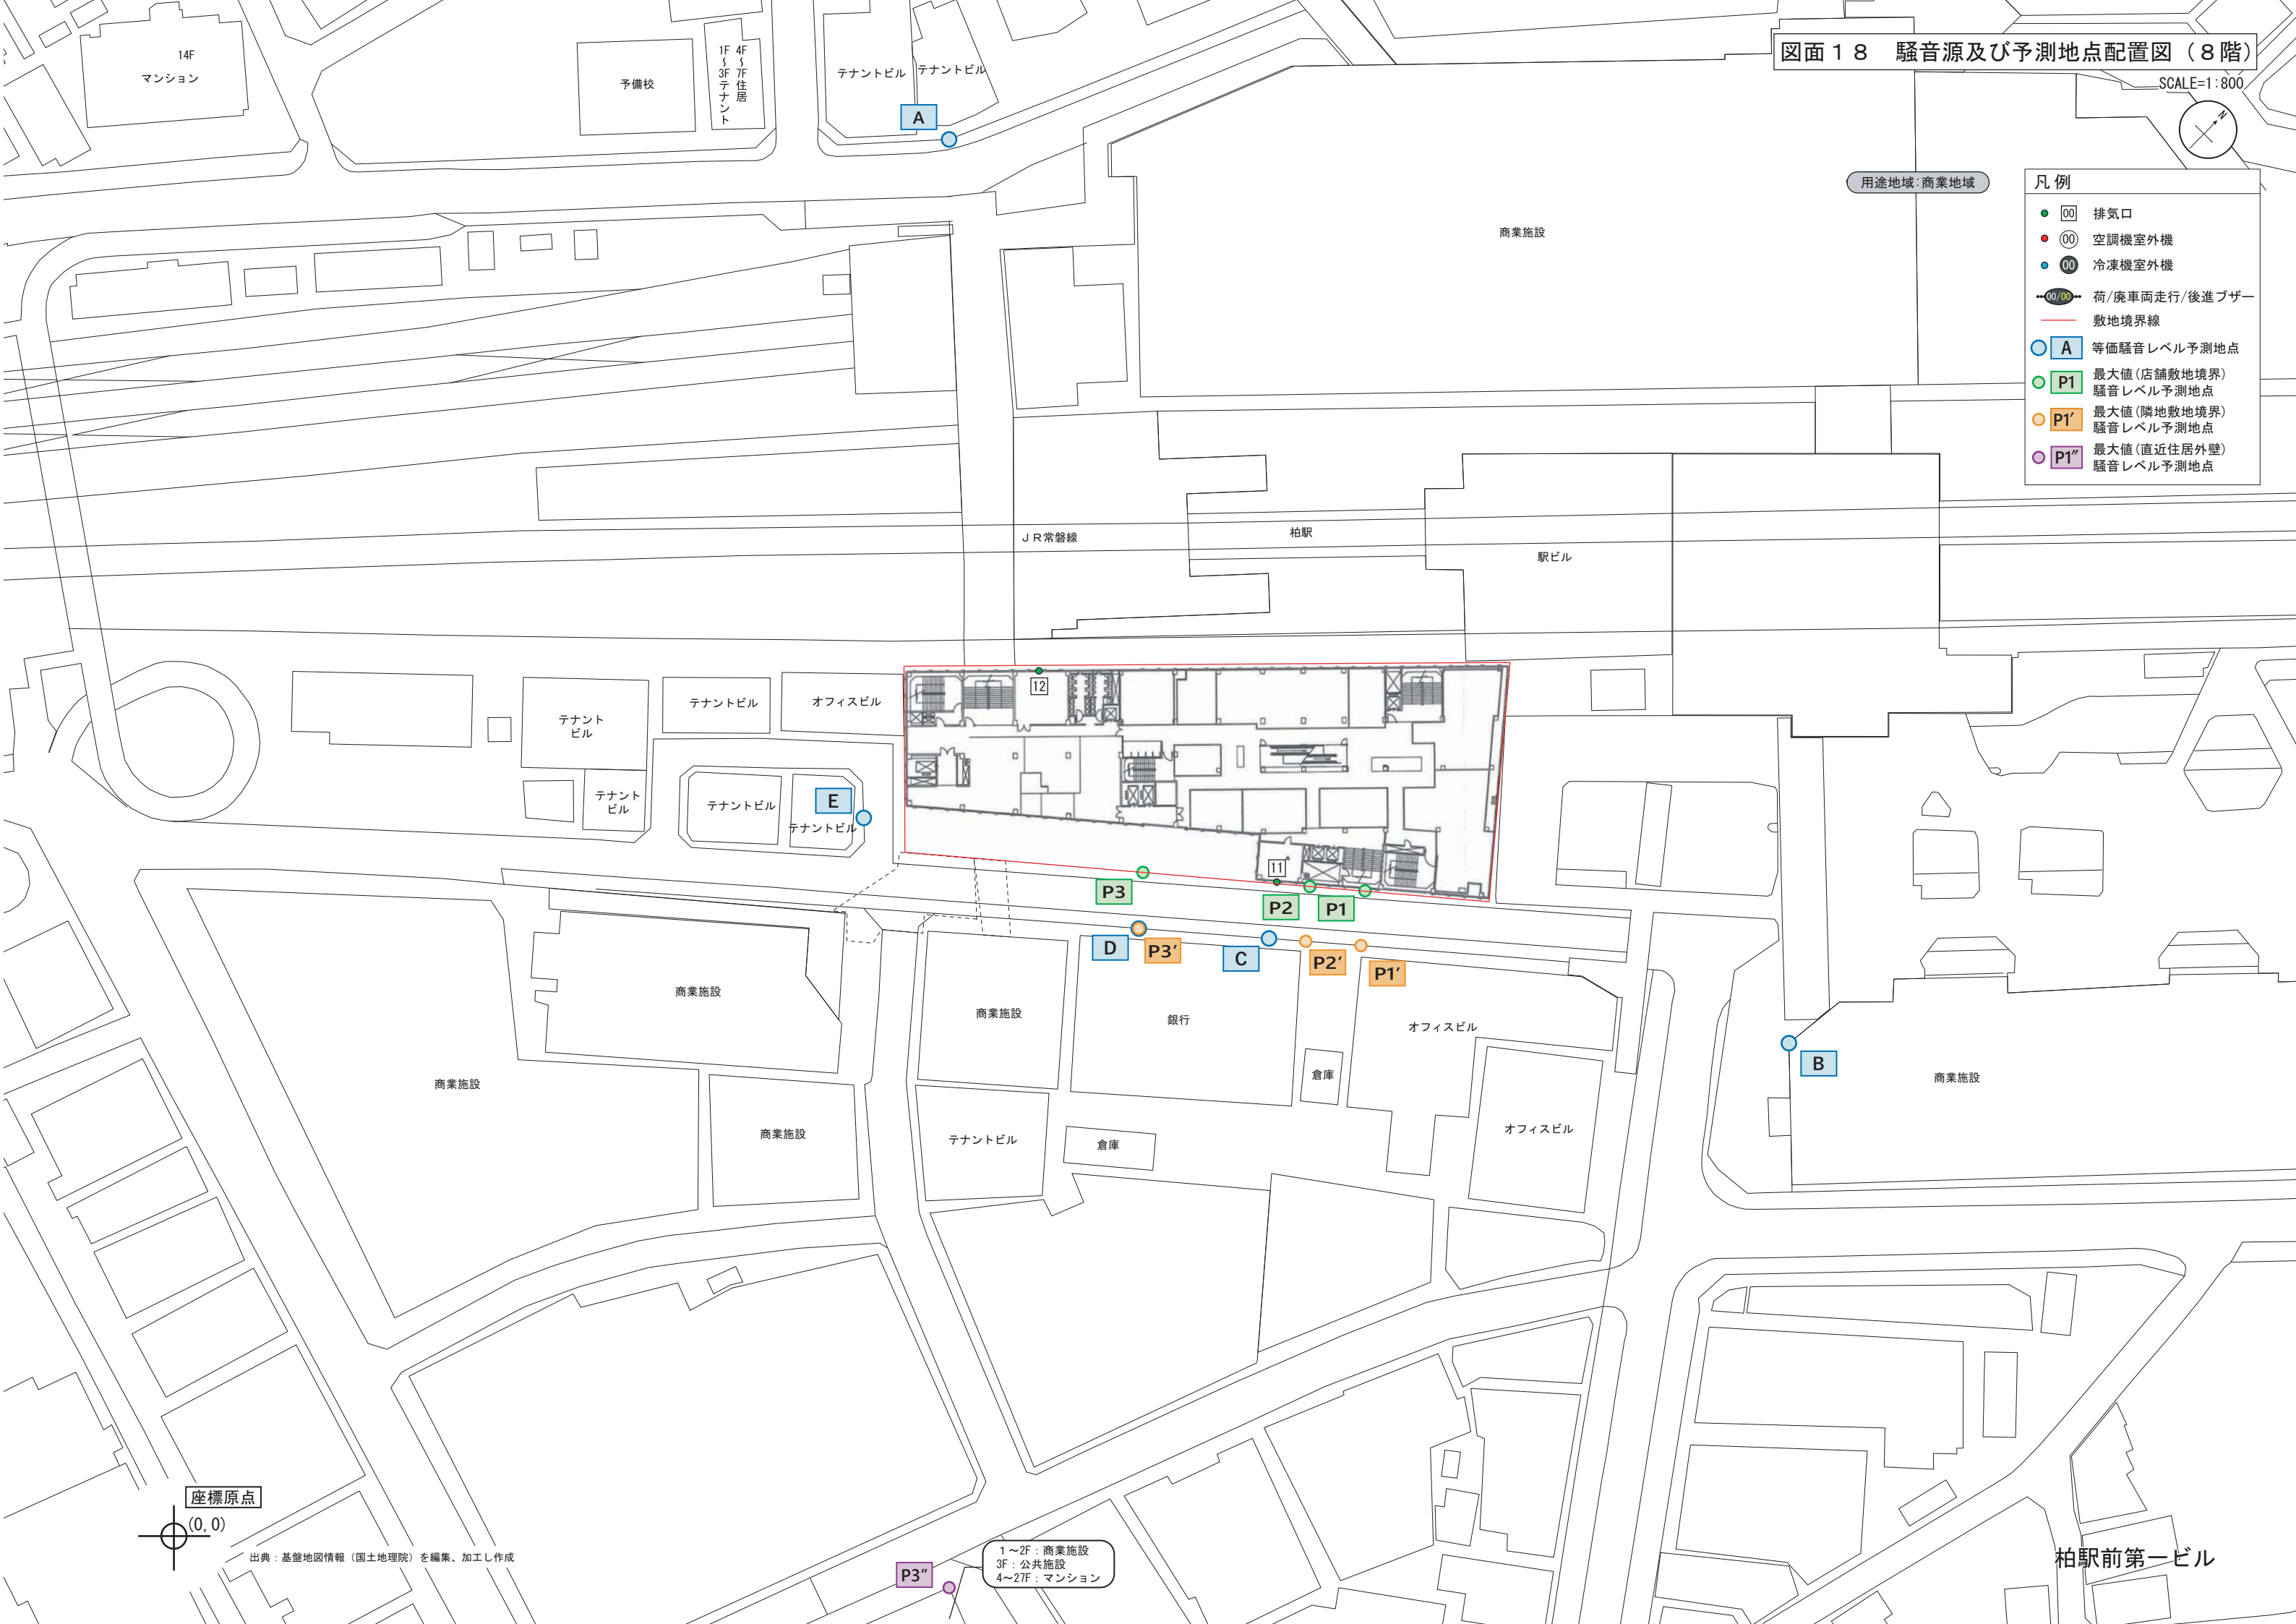 図面１８　騒音源及び予測地点配置図（８階）
SCALE=1:800
N
用途地域:商業地域
凡例
00 排気口
00 空調機室外機
00 冷凍機室外機
00/00 荷/廃車両走行/後進ブザー
敷地境界線
A 等価騒音レベル予測地点
P1 最大値(店舗敷地境界)
騒音レベル予測地点
P1′ 最大値(隣地敷地境界)
騒音レベル予測地点
P1″ 最大値(直近住居外壁)
騒音レベル予測地点
14F
マンション
予備校
1F～3Fテナント
4F～7F住居
テナントビル
テナントビル
A
商業施設
ＪＲ常磐線
柏駅
駅ビル
テナント
ビル
テナントビル
オフィスビル
12
テナント
ビル
テナントビル
E
テナントビル
11
P3
P2
P1
D
P3′
C
P2′
P1′
商業施設
商業施設
銀行
オフィスビル
倉庫
B
商業施設
商業施設
商業施設
テナントビル
倉庫
オフィスビル
座標原点
(0,0)
出典：基盤地図情報（国土地理院）を編集、加工し作成
P3″
1～2F：商業施設
3F：公共施設
4～27F：マンション
柏駅前第一ビル